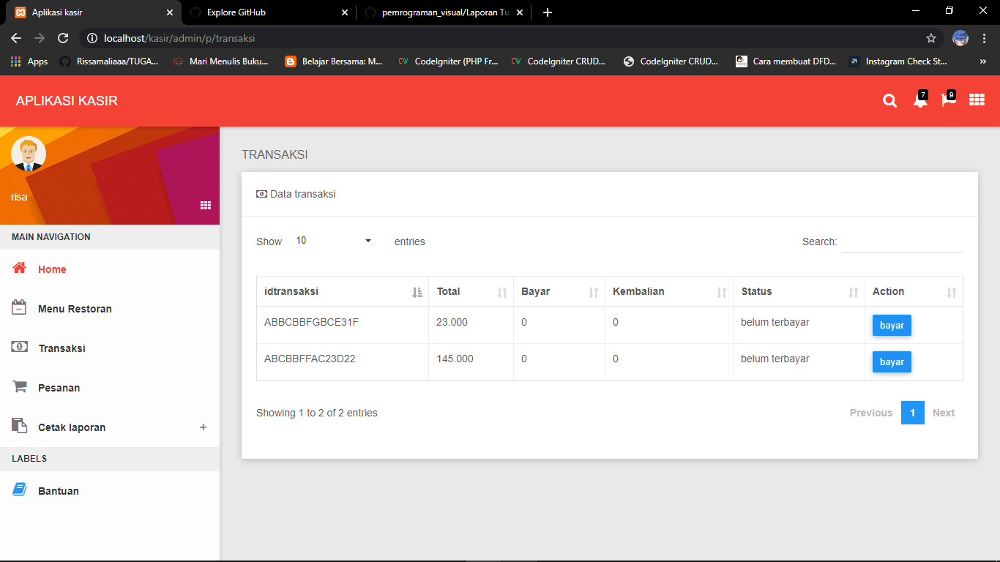 Aplikasi kasir
Explore GitHub
pemrograman_visual/Laporan Tu
localhost/kasir/admin/p/transaksi
Apps
Rissamaliaaa/TUGA...
Mari Menulis Buku...
Belajar Bersama: M...
CodeIgniter (PHP Fr...
CodeIgniter CRUD...
CodeIgniter CRUD...
Cara membuat DFD...
Instagram Check St...
APLIKASI KASIR
7
9
risa
MAIN NAVIGATION
Home
Menu Restoran
Transaksi
Pesanan
Cetak laporan
LABELS
Bantuan
TRANSAKSI
Data transaksi
Show 10 entries
Search:
idtransaksi Total Bayar Kembalian Status Action
ABBCBBFGBCE31F 23.000 0 0 belum terbayar bayar
ABCBBFFAC23D22 145.000 0 0 belum terbayar bayar
Showing 1 to 2 of 2 entries
Previous 1 Next